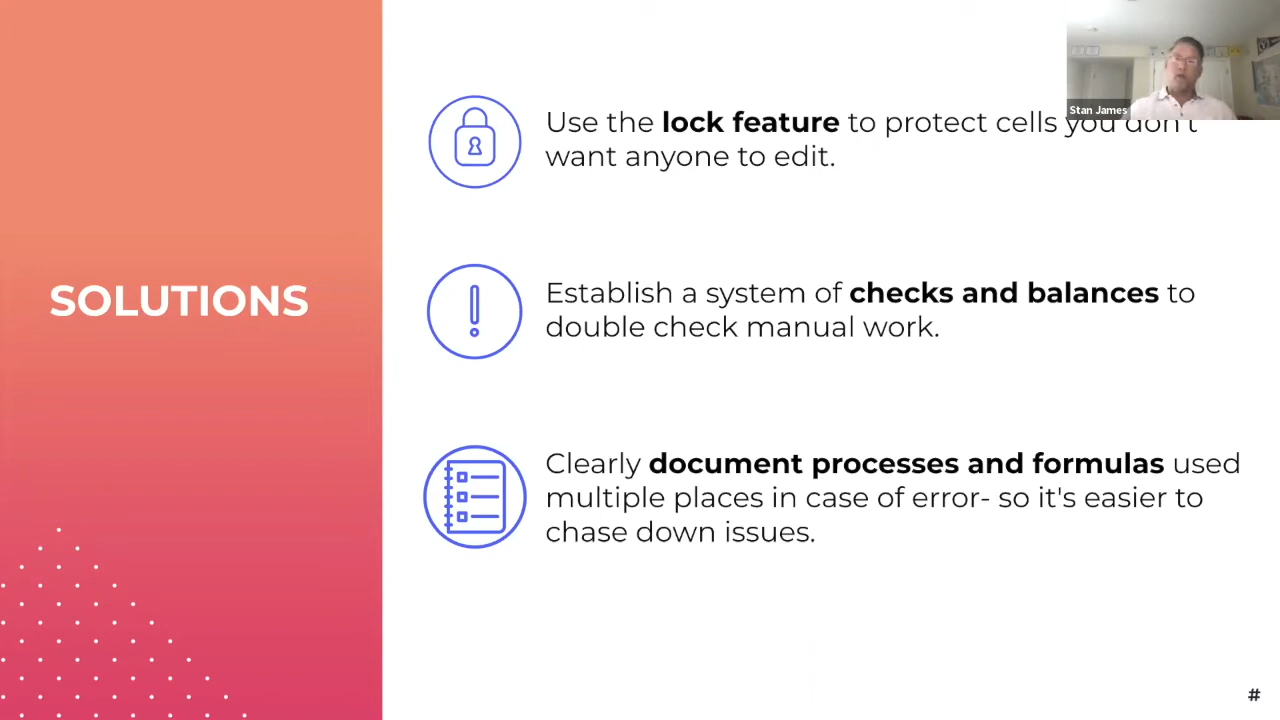 Stan James
Use the lock feature to protect cells you don't
want anyone to edit.
SOLUTIONS
Establish a system of checks and balances to
double check manual work.
Clearly document processes and formulas used
multiple places in case of error- so it's easier to
chase down issues.
#